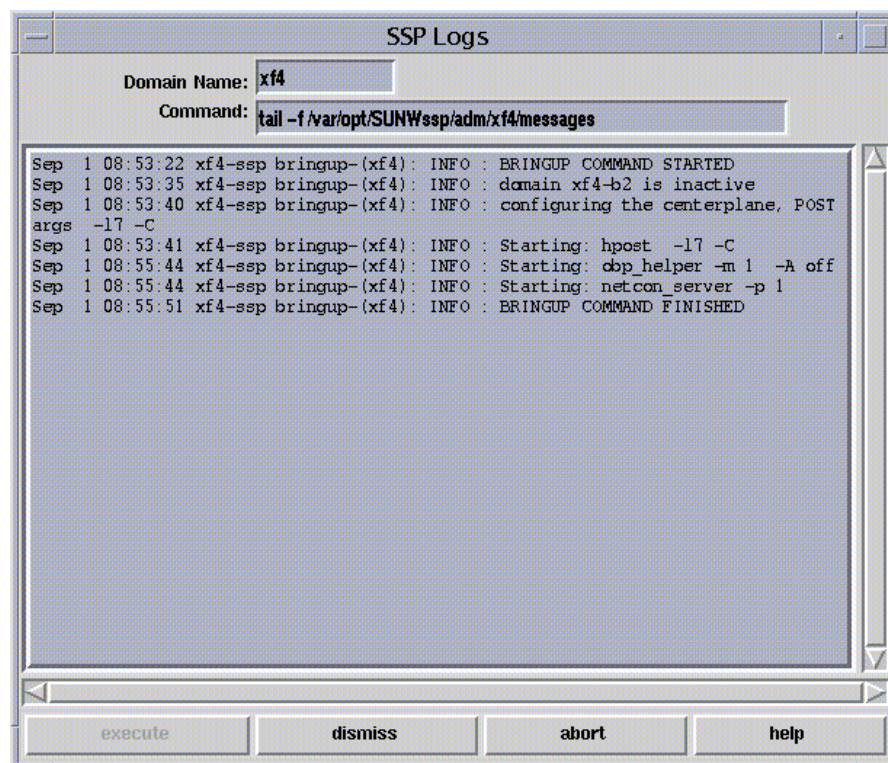 SSP Logs
Domain Name: xf4
Command: tail -f /var/opt/SUNWssp/adm/xf4/messages
Sep  1 08:53:22 xf4-ssp bringup-(xf4): INFO : BRINGUP COMMAND STARTED
Sep  1 08:53:35 xf4-ssp bringup-(xf4): INFO : domain xf4-b2 is inactive
Sep  1 08:53:40 xf4-ssp bringup-(xf4): INFO : configuring the centerplane, POST
args  -l7 -C
Sep  1 08:53:41 xf4-ssp bringup-(xf4): INFO : Starting: hpost  -l7 -C
Sep  1 08:55:44 xf4-ssp bringup-(xf4): INFO : Starting: obp_helper -m 1  -A off
Sep  1 08:55:44 xf4-ssp bringup-(xf4): INFO : Starting: netcon_server -p 1
Sep  1 08:55:51 xf4-ssp bringup-(xf4): INFO : BRINGUP COMMAND FINISHED
execute dismiss abort help